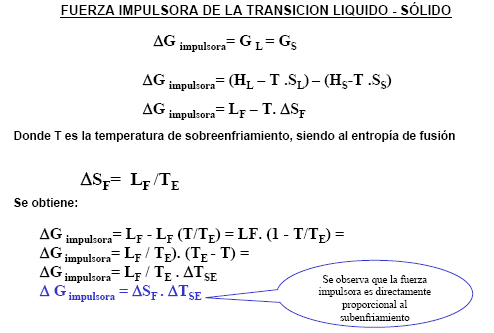 FUERZA IMPULSORA DE LA TRANSICION LIQUIDO - SÓLIDO
ΔG impulsora= G L = GS
ΔG impulsora= (HL – T .SL) – (HS-T .SS)
ΔG impulsora= LF – T. ΔSF
Donde T es la temperatura de sobreenfriamiento, siendo al entropía de fusión
ΔSF= LF /TE
Se obtiene:
ΔG impulsora= LF - LF (T/TE) = LF. (1 - T/TE) =
ΔG impulsora= LF / TE). (TE - T) =
ΔG impulsora= LF / TE . ΔTSE
Δ G impulsora = ΔSF . ΔTSE
Se observa que la fuerza
impulsora es directamente
proporcional al
subenfriamiento